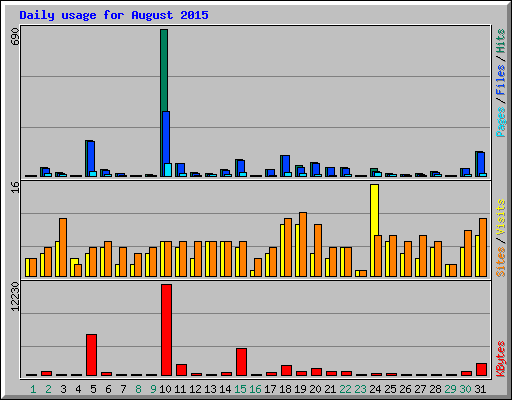 Daily usage for August 2015
690
Pages / Files / Hits
16
Sites / Visits
12230
KBytes
1 2 3 4 5 6 7 8 9 10 11 12 13 14 15 16 17 18 19 20 21 22 23 24 25 26 27 28 29 30 31